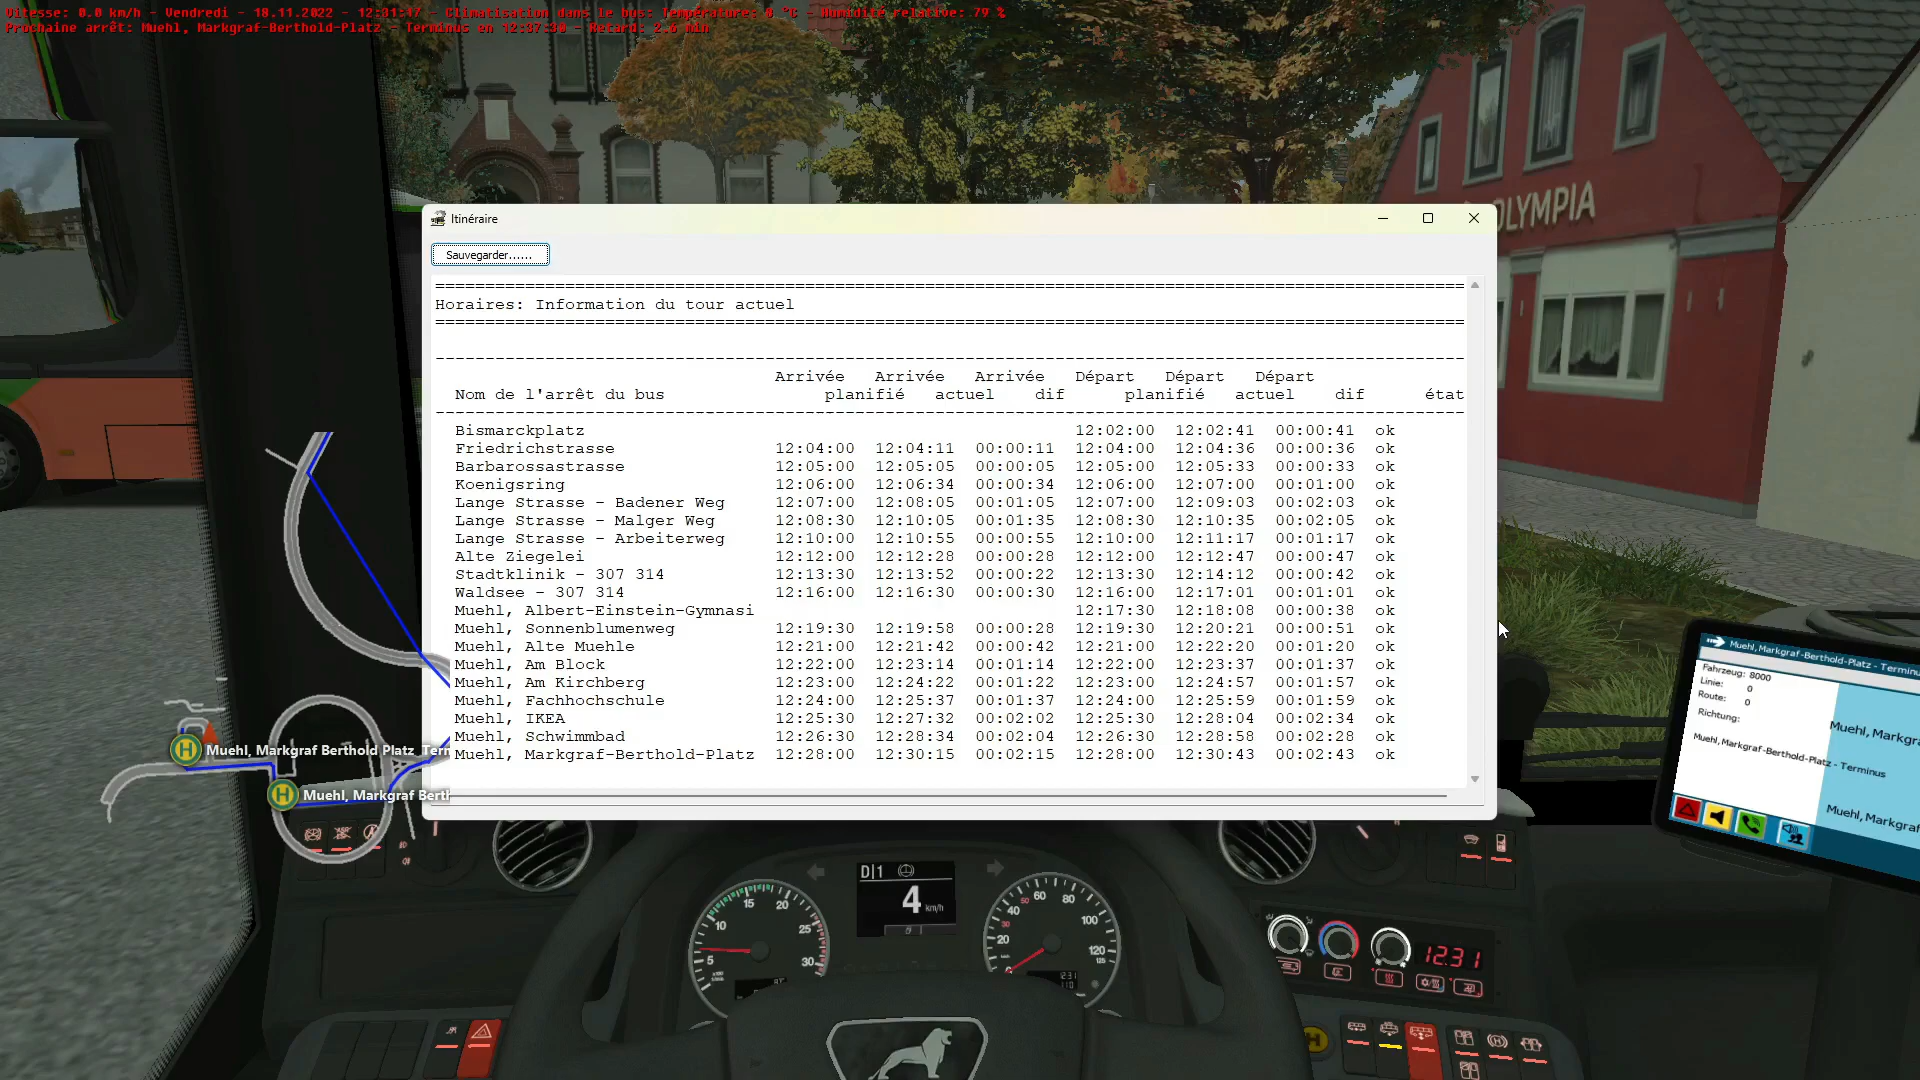 Vitesse: 0.0 km/h - Vendredi - 18.11.2022 - 12:31:17 - Climatisation dans le bus: Température: 0 °C - Humidité relative: 79 %
Prochaine arrêt: Muehl, Markgraf-Berthold-Platz - Terminus en 12:37:30 - Retard: 2.6 min
OLYMPIA
Itinéraire
Sauvegarder......
Horaires: Information du tour actuel
Arrivée Arrivée Arrivée Départ Départ Départ
Nom de l'arrêt du bus planifié actuel dif planifié actuel dif état
Bismarckplatz 12:02:00 12:02:41 00:00:41 ok
Friedrichstrasse 12:04:00 12:04:11 00:00:11 12:04:00 12:04:36 00:00:36 ok
Barbarossastrasse 12:05:00 12:05:05 00:00:05 12:05:00 12:05:33 00:00:33 ok
Koenigsring 12:06:00 12:06:34 00:00:34 12:06:00 12:07:00 00:01:00 ok
Lange Strasse - Badener Weg 12:07:00 12:08:05 00:01:05 12:07:00 12:09:03 00:02:03 ok
Lange Strasse - Malger Weg 12:08:30 12:10:05 00:01:35 12:08:30 12:10:35 00:02:05 ok
Lange Strasse - Arbeiterweg 12:10:00 12:10:55 00:00:55 12:10:00 12:11:17 00:01:17 ok
Alte Ziegelei 12:12:00 12:12:28 00:00:28 12:12:00 12:12:47 00:00:47 ok
Stadtklinik - 307 314 12:13:30 12:13:52 00:00:22 12:13:30 12:14:12 00:00:42 ok
Waldsee - 307 314 12:16:00 12:16:30 00:00:30 12:16:00 12:17:01 00:01:01 ok
Muehl, Albert-Einstein-Gymnasi 12:17:30 12:18:08 00:00:38 ok
Muehl, Sonnenblumenweg 12:19:30 12:19:58 00:00:28 12:19:30 12:20:21 00:00:51 ok
Muehl, Alte Muehle 12:21:00 12:21:42 00:00:42 12:21:00 12:22:20 00:01:20 ok
Muehl, Am Block 12:22:00 12:23:14 00:01:14 12:22:00 12:23:37 00:01:37 ok
Muehl, Am Kirchberg 12:23:00 12:24:22 00:01:22 12:23:00 12:24:57 00:01:57 ok
Muehl, Fachhochschule 12:24:00 12:25:37 00:01:37 12:24:00 12:25:59 00:01:59 ok
Muehl, IKEA 12:25:30 12:27:32 00:02:02 12:25:30 12:28:04 00:02:34 ok
Muehl, Schwimmbad 12:26:30 12:28:34 00:02:04 12:26:30 12:28:58 00:02:28 ok
Muehl, Markgraf-Berthold-Platz 12:28:00 12:30:15 00:02:15 12:28:00 12:30:43 00:02:43 ok
H Muehl, Markgraf Berthold Platz_Tern
H Muehl, Markgraf Berth
Muehl, Markgraf-Berthold-Platz - Terminu
Fahrzeug: 8000
Linie: 0
Route: 0
Richtung:
Muehl, Markgraf-Berthold-Platz - Terminus
Muehl, Markgra
Muehl, Markgra
D|1
4 km/h
5 10 15 20 25 30
20 40 60 80 100 120 125
30 50
12.31
H